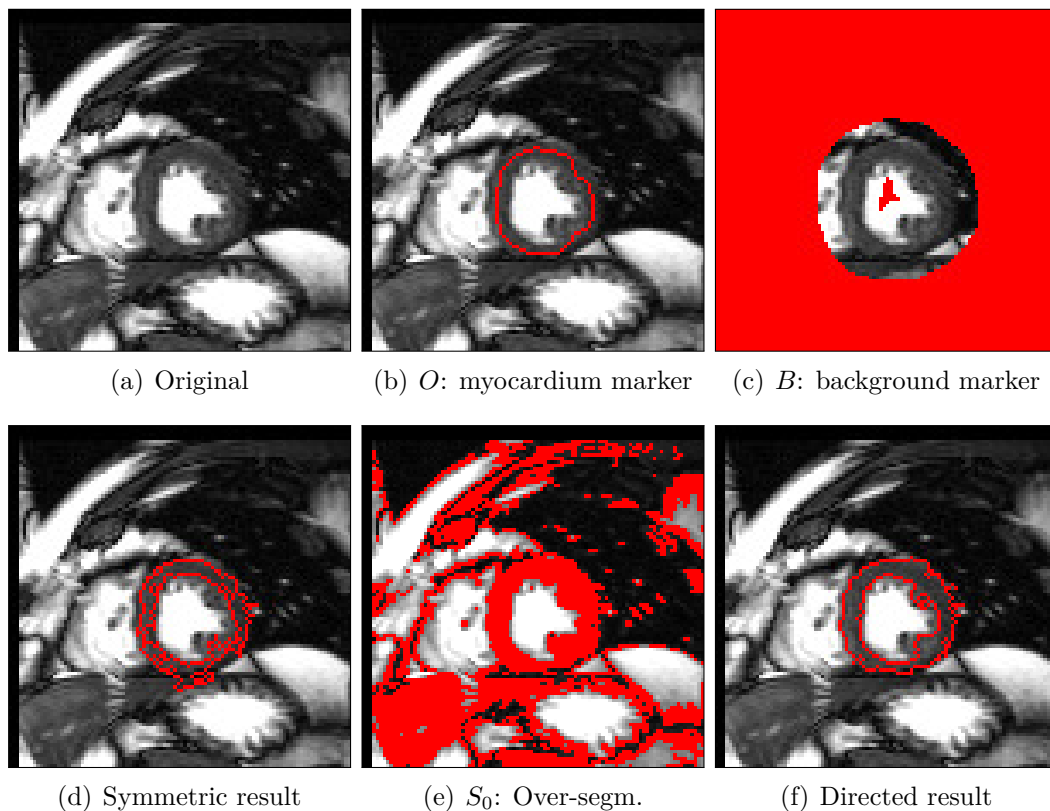 (a) Original
(b) O: myocardium marker
(c) B: background marker
(d) Symmetric result
(e) S₀: Over-segm.
(f) Directed result